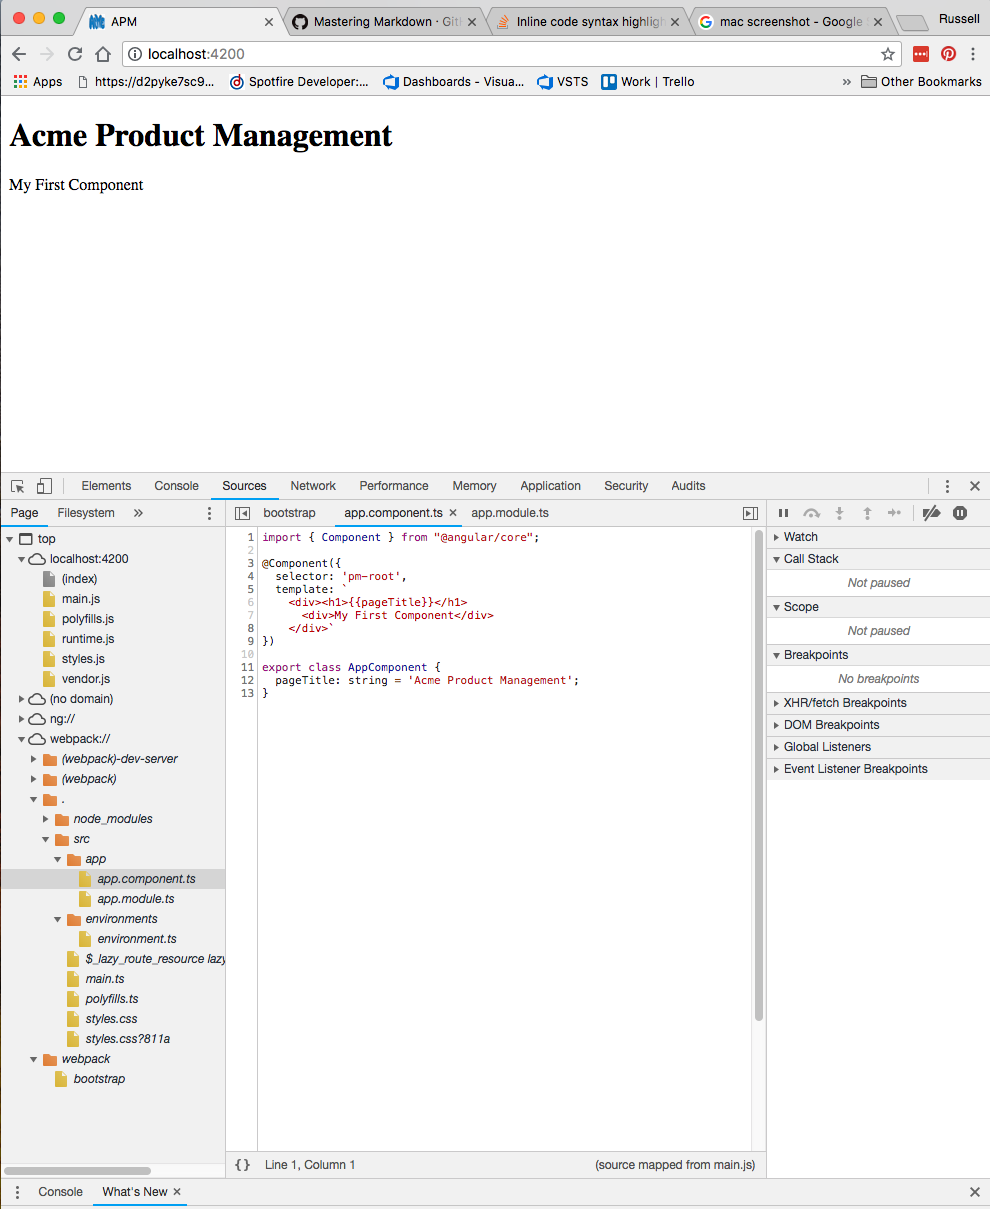 APM
Mastering Markdown · Git
Inline code syntax highlig
mac screenshot - Google
Russell
localhost:4200
Apps
https://d2pyke7sc9...
Spotfire Developer:...
Dashboards - Visua...
VSTS
Work | Trello
»
Other Bookmarks
Acme Product Management
My First Component
Elements Console Sources Network Performance Memory Application Security Audits
Page Filesystem »
bootstrap app.component.ts app.module.ts
top
localhost:4200
(index)
main.js
polyfills.js
runtime.js
styles.js
vendor.js
(no domain)
ng://
webpack://
(webpack)-dev-server
(webpack)
.
node_modules
src
app
app.component.ts
app.module.ts
environments
environment.ts
$_lazy_route_resource lazy
main.ts
polyfills.ts
styles.css
styles.css?811a
webpack
bootstrap
1 import { Component } from "@angular/core";
2
3 @Component({
4   selector: 'pm-root',
5   template: `
6     <div><h1>{{pageTitle}}</h1>
7       <div>My First Component</div>
8     </div>`
9 })
10
11 export class AppComponent {
12   pageTitle: string = 'Acme Product Management';
13 }
{} Line 1, Column 1 (source mapped from main.js)
Watch
Call Stack
Not paused
Scope
Not paused
Breakpoints
No breakpoints
XHR/fetch Breakpoints
DOM Breakpoints
Global Listeners
Event Listener Breakpoints
Console What's New